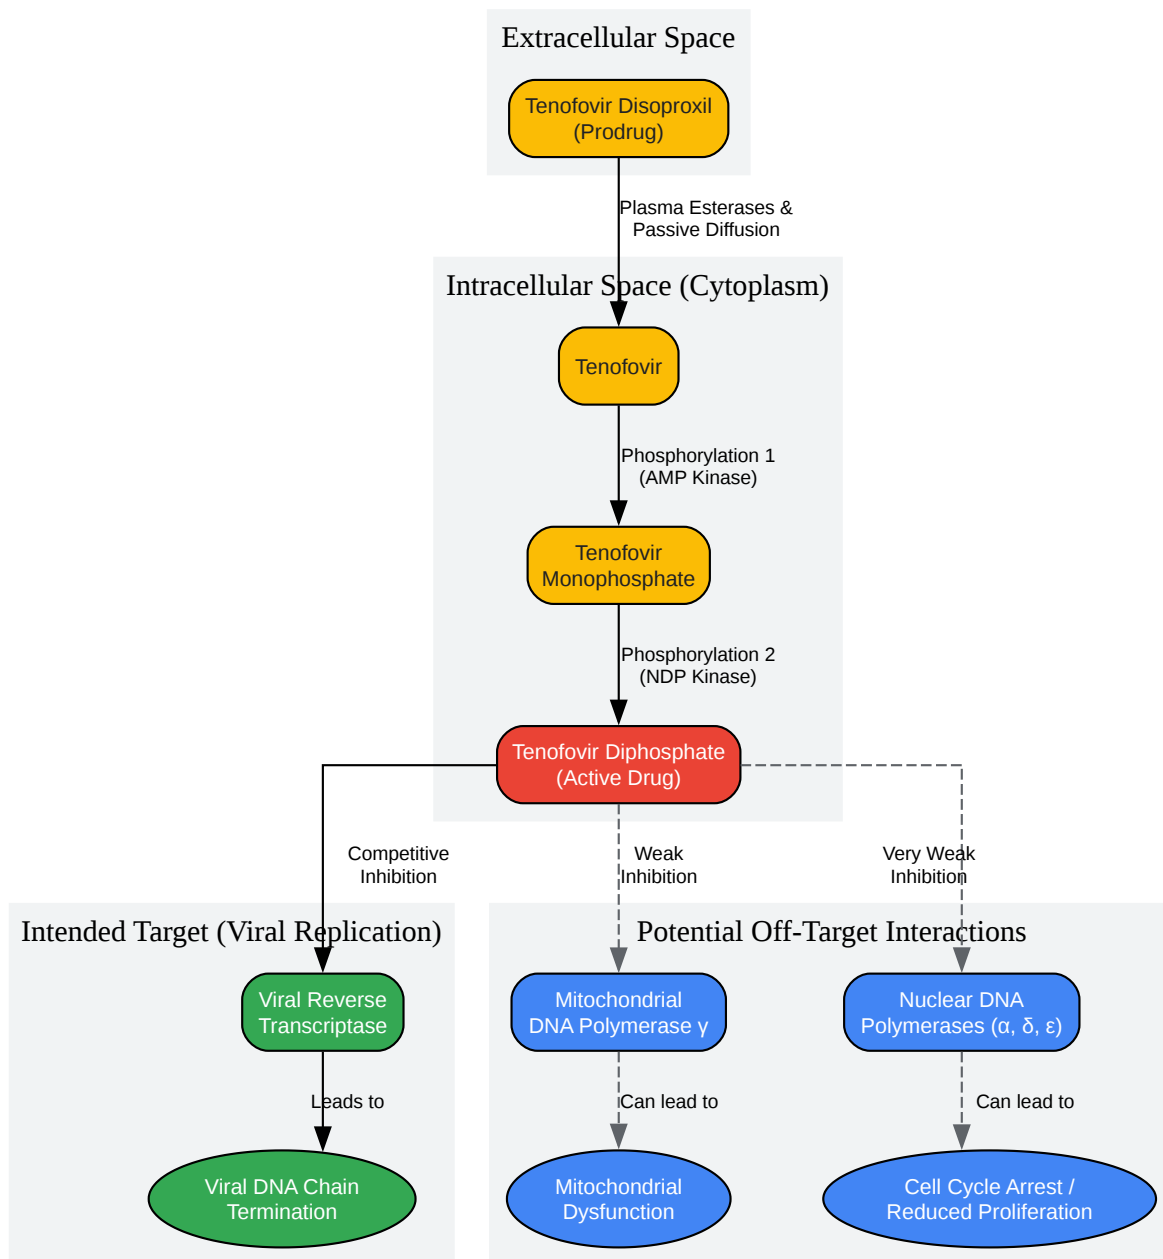 Extracellular Space
Tenofovir Disoproxil
(Prodrug)
Plasma Esterases &
Passive Diffusion
Intracellular Space (Cytoplasm)
Tenofovir
Phosphorylation 1
(AMP Kinase)
Tenofovir
Monophosphate
Phosphorylation 2
(NDP Kinase)
Tenofovir Diphosphate
(Active Drug)
Competitive
Inhibition
Weak
Inhibition
Very Weak
Inhibition
Intended Target (Viral Replication)
Viral Reverse
Transcriptase
Leads to
Viral DNA Chain
Termination
Potential Off-Target Interactions
Mitochondrial
DNA Polymerase γ
Can lead to
Mitochondrial
Dysfunction
Nuclear DNA
Polymerases (α, δ, ε)
Can lead to
Cell Cycle Arrest /
Reduced Proliferation